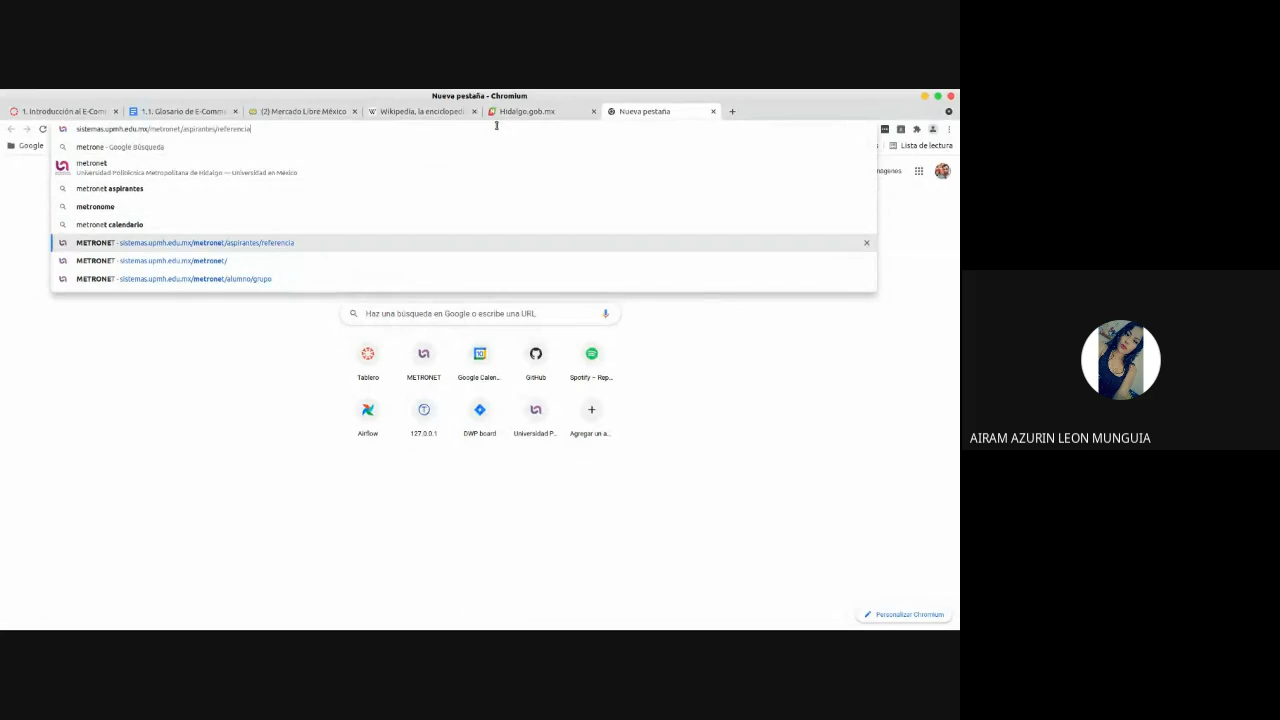 Nueva pestaña - Chromium
1. Introducción al E-Com
1.1. Glosario de E-Comm
(2) Mercado Libre México
Wikipedia, la enciclopedi
Hidalgo.gob.mx
Nueva pestaña
sistemas.upmh.edu.mx/metronet/aspirantes/referencia
Google
Lista de lectura
metrone - Google Búsqueda
metronet
Universidad Politécnica Metropolitana de Hidalgo — Universidad en México
mágenes
metronet aspirantes
metronome
metronet calendario
METRONET - sistemas.upmh.edu.mx/metronet/aspirantes/referencia
METRONET - sistemas.upmh.edu.mx/metronet/
METRONET - sistemas.upmh.edu.mx/metronet/alumno/grupo
Haz una búsqueda en Google o escribe una URL
Tablero
METRONET
Google Calen...
GitHub
Spotify – Rep...
Airflow
127.0.0.1
DWP board
Universidad P...
Agregar un a...
AIRAM AZURIN LEON MUNGUIA
Personalizar Chromium